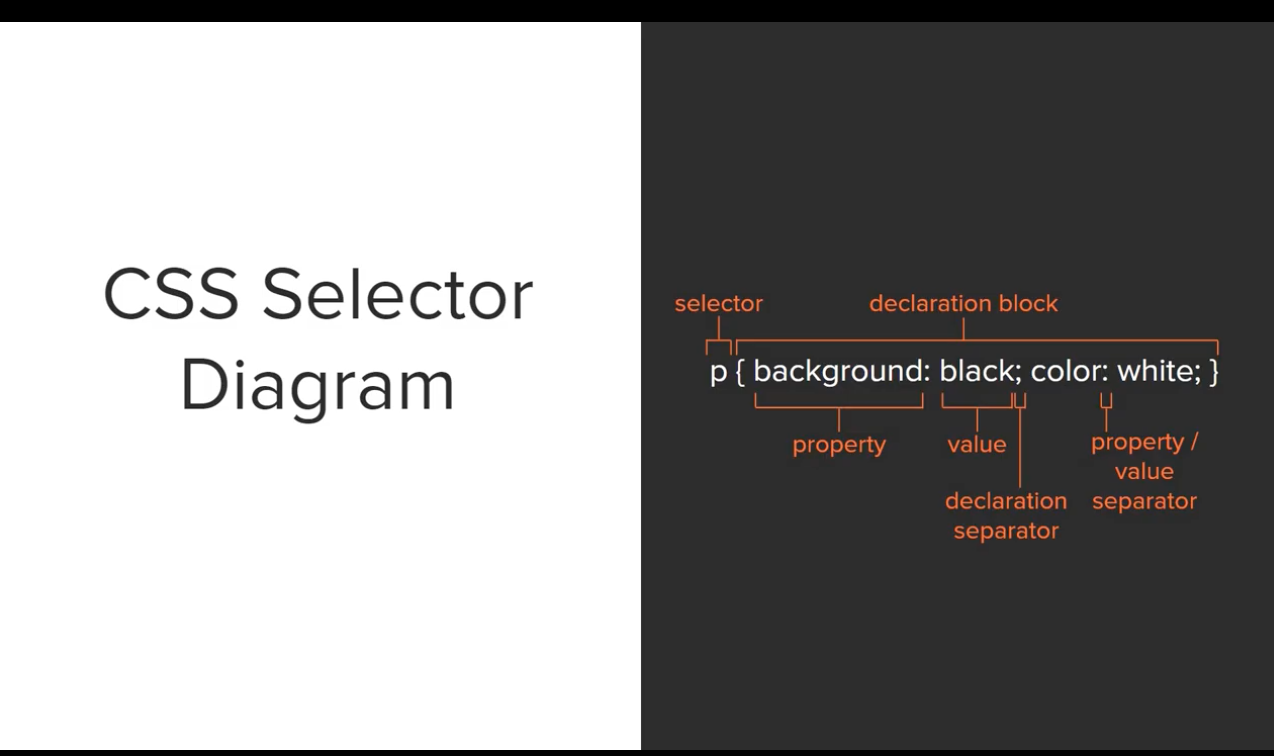 CSS Selector
Diagram
selector
declaration block
p { background: black; color: white; }
property
value
declaration
separator
property /
value
separator